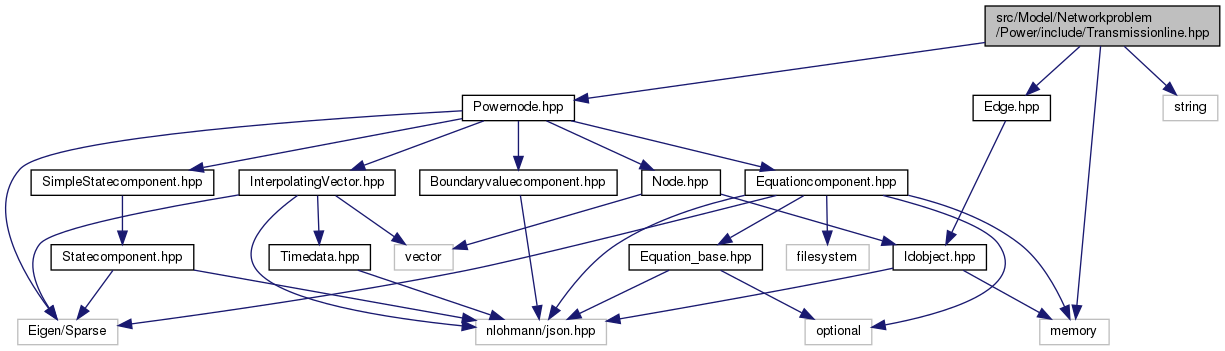 src/Model/Networkproblem
/Power/include/Transmissionline.hpp
Powernode.hpp
Edge.hpp
string
SimpleStatecomponent.hpp
InterpolatingVector.hpp
Boundaryvaluecomponent.hpp
Node.hpp
Equationcomponent.hpp
Statecomponent.hpp
Timedata.hpp
vector
Equation_base.hpp
filesystem
Idobject.hpp
Eigen/Sparse
nlohmann/json.hpp
optional
memory